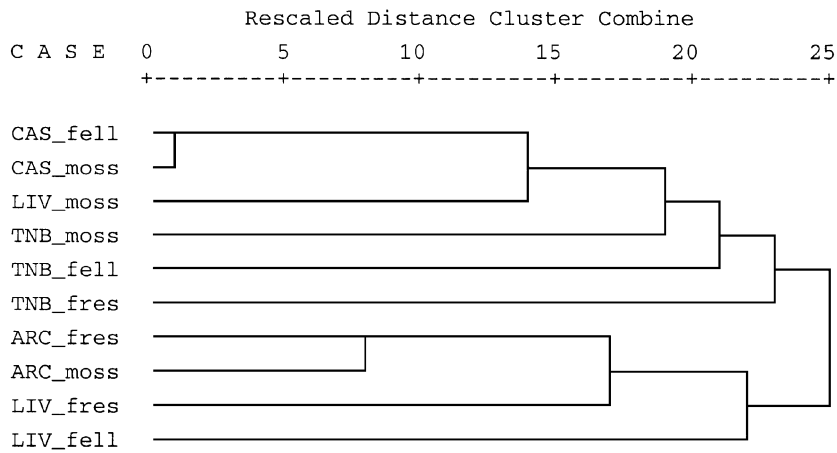 Rescaled Distance Cluster Combine
C A S E 0 5 10 15 20 25
+---------+---------+---------+---------+---------+
CAS_fell
CAS_moss
LIV_moss
TNB_moss
TNB_fell
TNB_fres
ARC_fres
ARC_moss
LIV_fres
LIV_fell